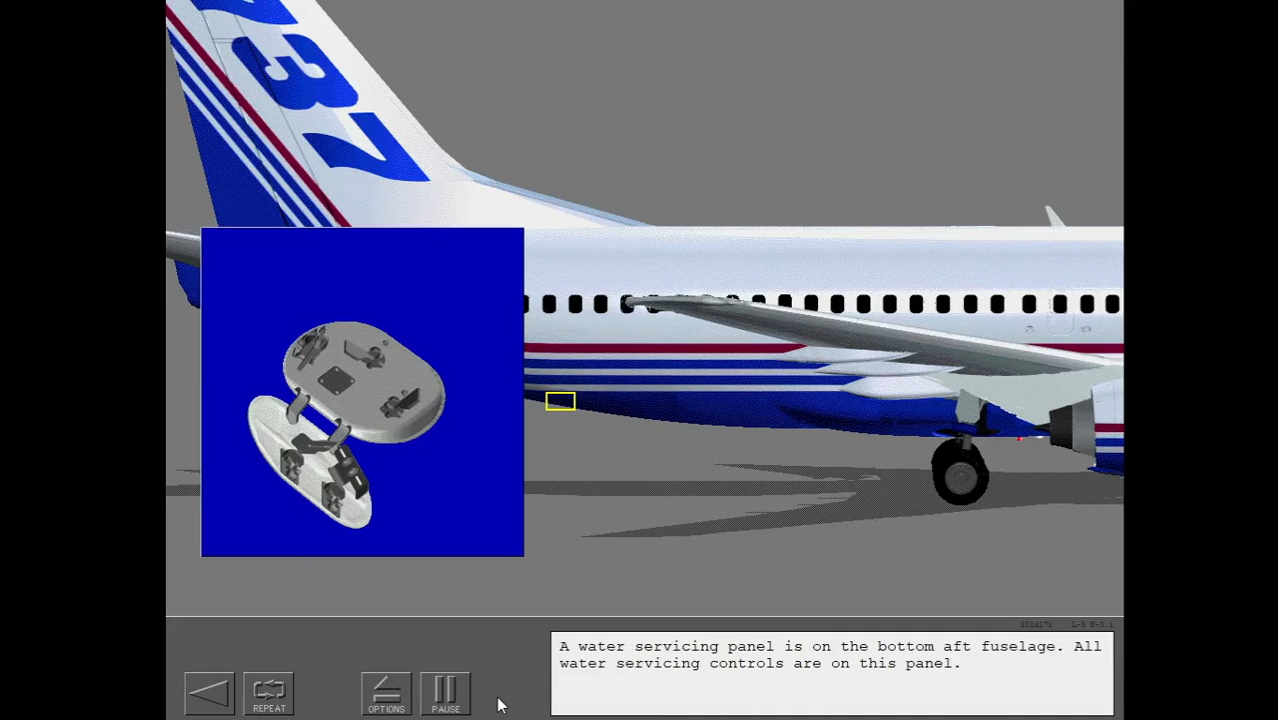 737
A water servicing panel is on the bottom aft fuselage. All
water servicing controls are on this panel.
REPEAT
OPTIONS
PAUSE